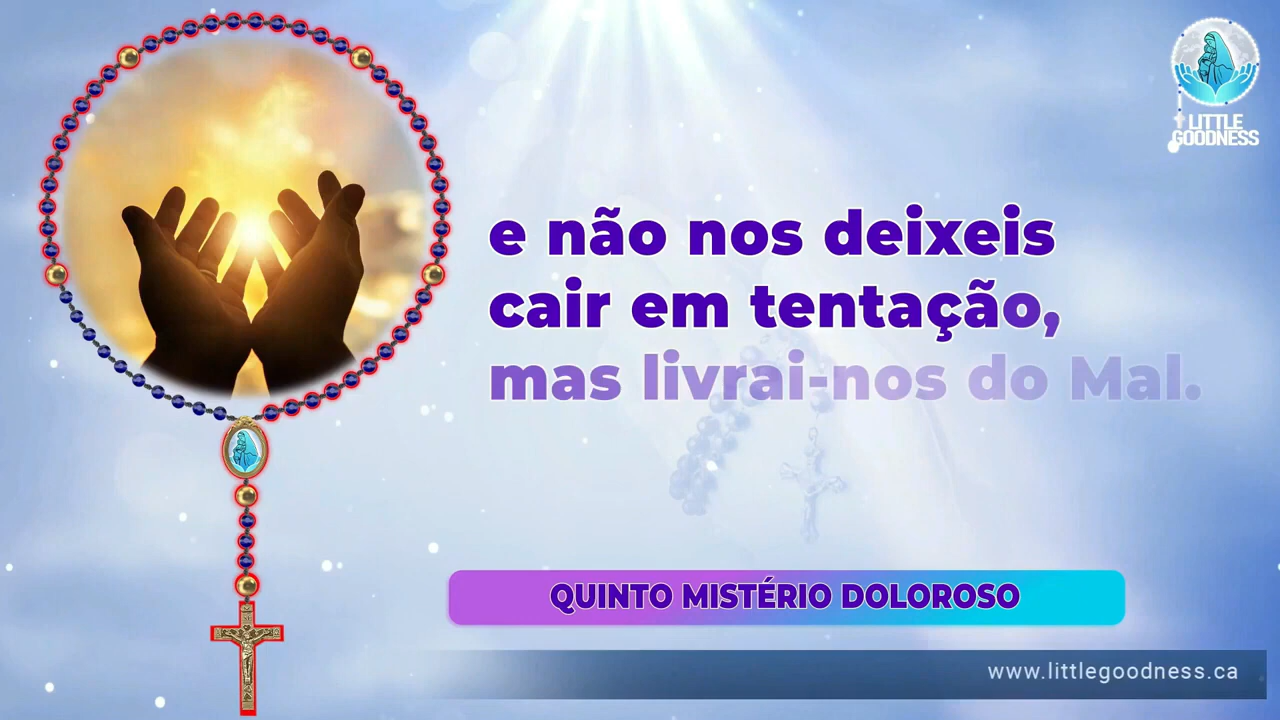 LITTLE
GOODNESS
e não nos deixeis
cair em tentação,
mas livrai-nos do Mal.
QUINTO MISTÉRIO DOLOROSO
www.littlegoodness.ca